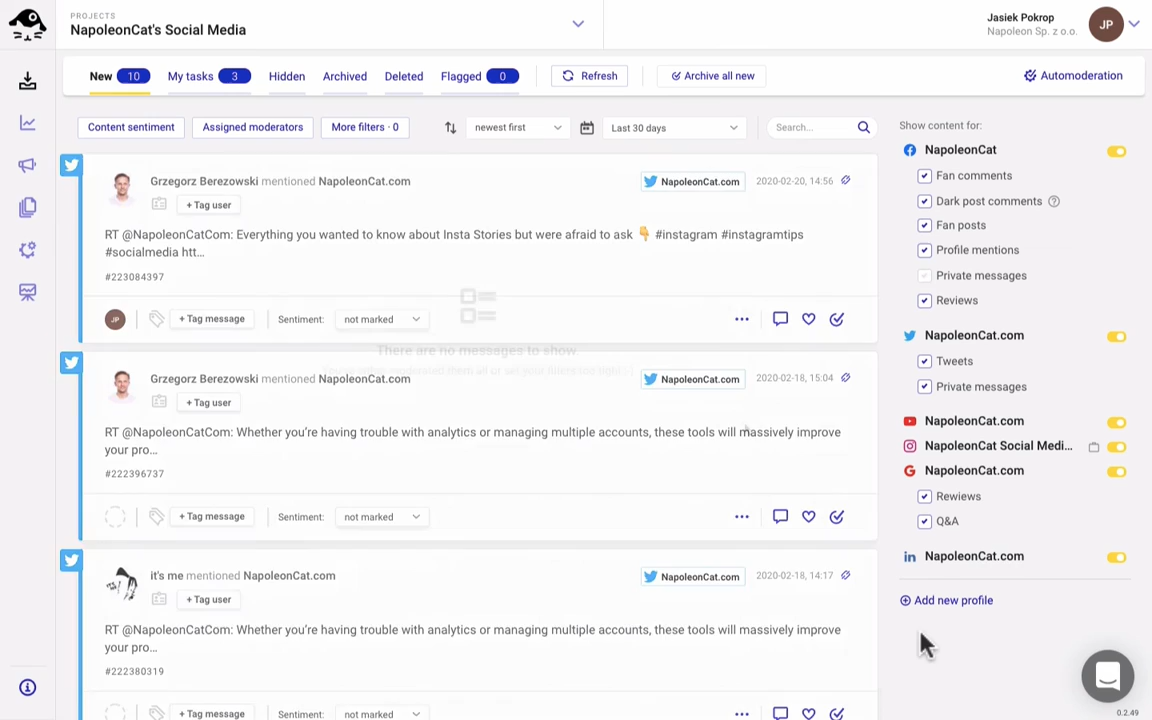 PROJECTS
NapoleonCat's Social Media
Jasiek Pokrop
Napoleon Sp. z o.o.
JP
New 10 My tasks 3 Hidden Archived Deleted Flagged 0 Refresh Archive all new Automoderation
Content sentiment Assigned moderators More filters · 0 newest first Last 30 days Search...
Grzegorz Berezowski mentioned NapoleonCat.com NapoleonCat.com 2020-02-20, 14:56
+ Tag user
RT @NapoleonCatCom: Everything you wanted to know about Insta Stories but were afraid to ask 👇 #instagram #instagramtips
#socialmedia htt...
#223084397
JP + Tag message Sentiment: not marked
There are no messages to show.
Grzegorz Berezowski mentioned NapoleonCat.com NapoleonCat.com 2020-02-18, 15:04
+ Tag user
RT @NapoleonCatCom: Whether you're having trouble with analytics or managing multiple accounts, these tools will massively improve
your pro...
#222396737
+ Tag message Sentiment: not marked
it's me mentioned NapoleonCat.com NapoleonCat.com 2020-02-18, 14:17
+ Tag user
RT @NapoleonCatCom: Whether you're having trouble with analytics or managing multiple accounts, these tools will massively improve
your pro...
#222380319
+ Tag message Sentiment: not marked
Show content for:
NapoleonCat
Fan comments
Dark post comments ?
Fan posts
Profile mentions
Private messages
Reviews
NapoleonCat.com
Tweets
Private messages
NapoleonCat.com
NapoleonCat Social Medi...
NapoleonCat.com
Rewiews
Q&A
in NapoleonCat.com
Add new profile
0.2.49